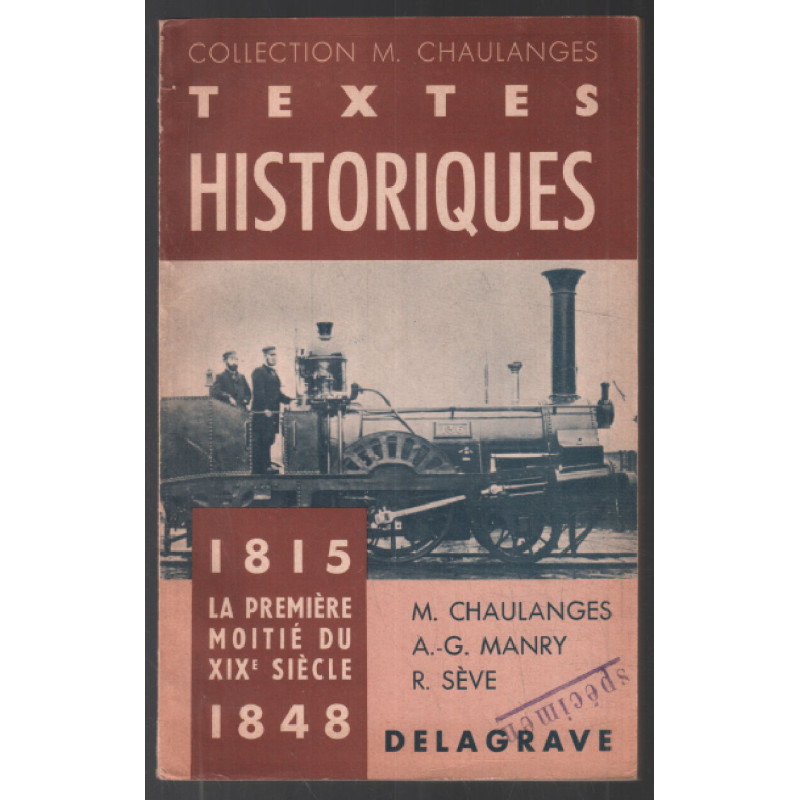 COLLECTION M. CHAULANGES
TEXTES
HISTORIQUES
1815
LA PREMIÈRE
MOITIÉ DU
XIXE SIÈCLE
1848
M. CHAULANGES
A.-G. MANRY
R. SÈVE
spécimen
DELAGRAVE